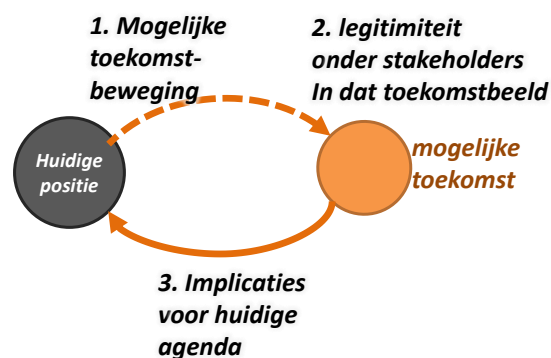 1. Mogelijke
toekomst-
beweging
2. legitimiteit
onder stakeholders
In dat toekomstbeeld
Huidige
positie
mogelijke
toekomst
3. Implicaties
voor huidige
agenda